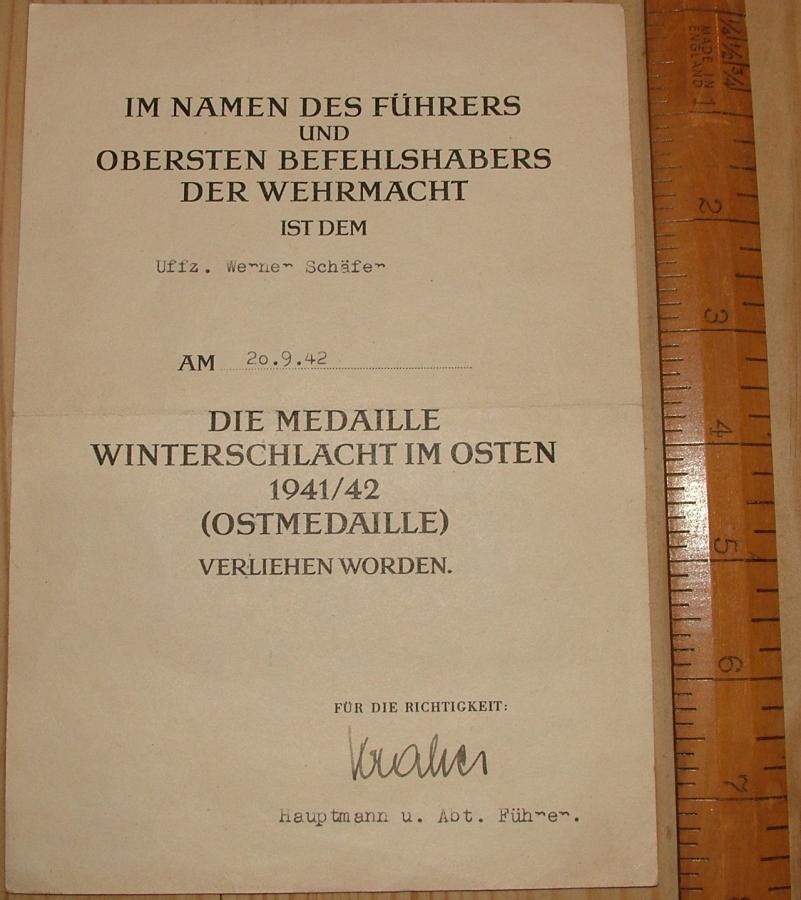 IM NAMEN DES FÜHRERS
UND
OBERSTEN BEFEHLSHABERS
DER WEHRMACHT
IST DEM
Uffz. Werner Schäfer
AM 20.9.42
DIE MEDAILLE
WINTERSCHLACHT IM OSTEN
1941/42
(OSTMEDAILLE)
VERLIEHEN WORDEN.
FÜR DIE RICHTIGKEIT:
Hauptmann u. Abt. Führer.
MADE IN
ENGLAND
1
2
3
4
5
6
7